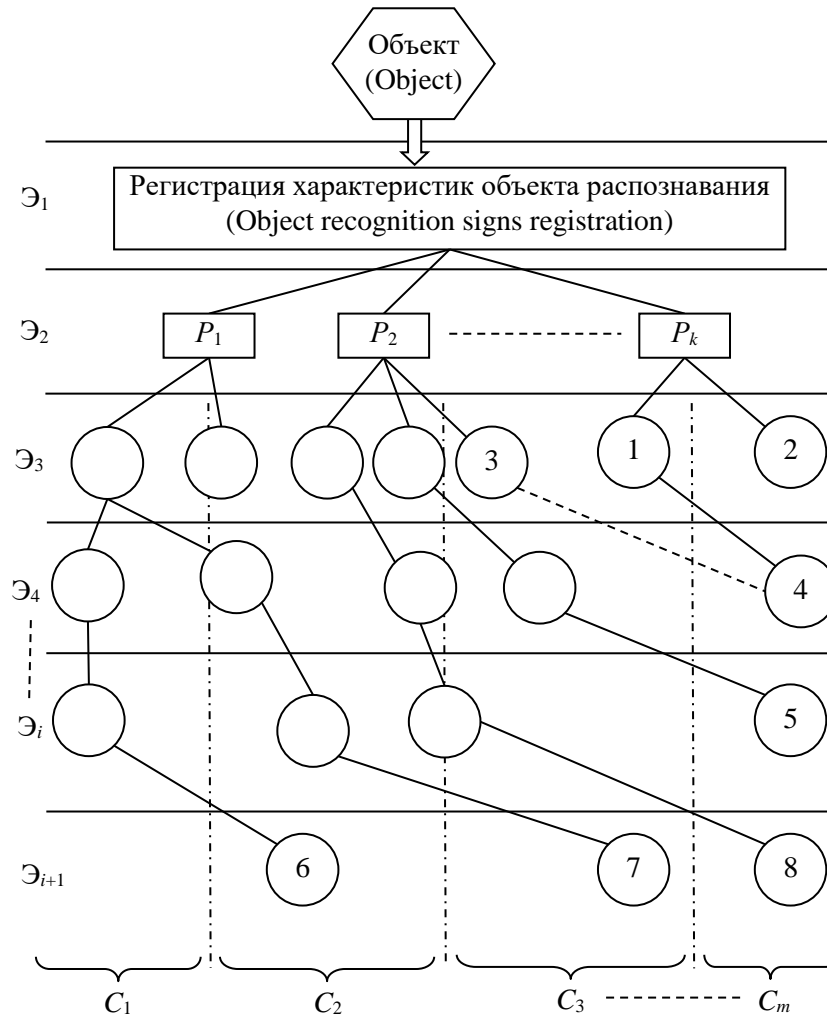 Объект
(Object)
Э1
Регистрация характеристик объекта распознавания
(Object recognition signs registration)
Э2
P1
P2
Pk
Э3
3
1
2
Э4
4
Эi
5
Эi+1
6
7
8
C1
C2
C3
Cm